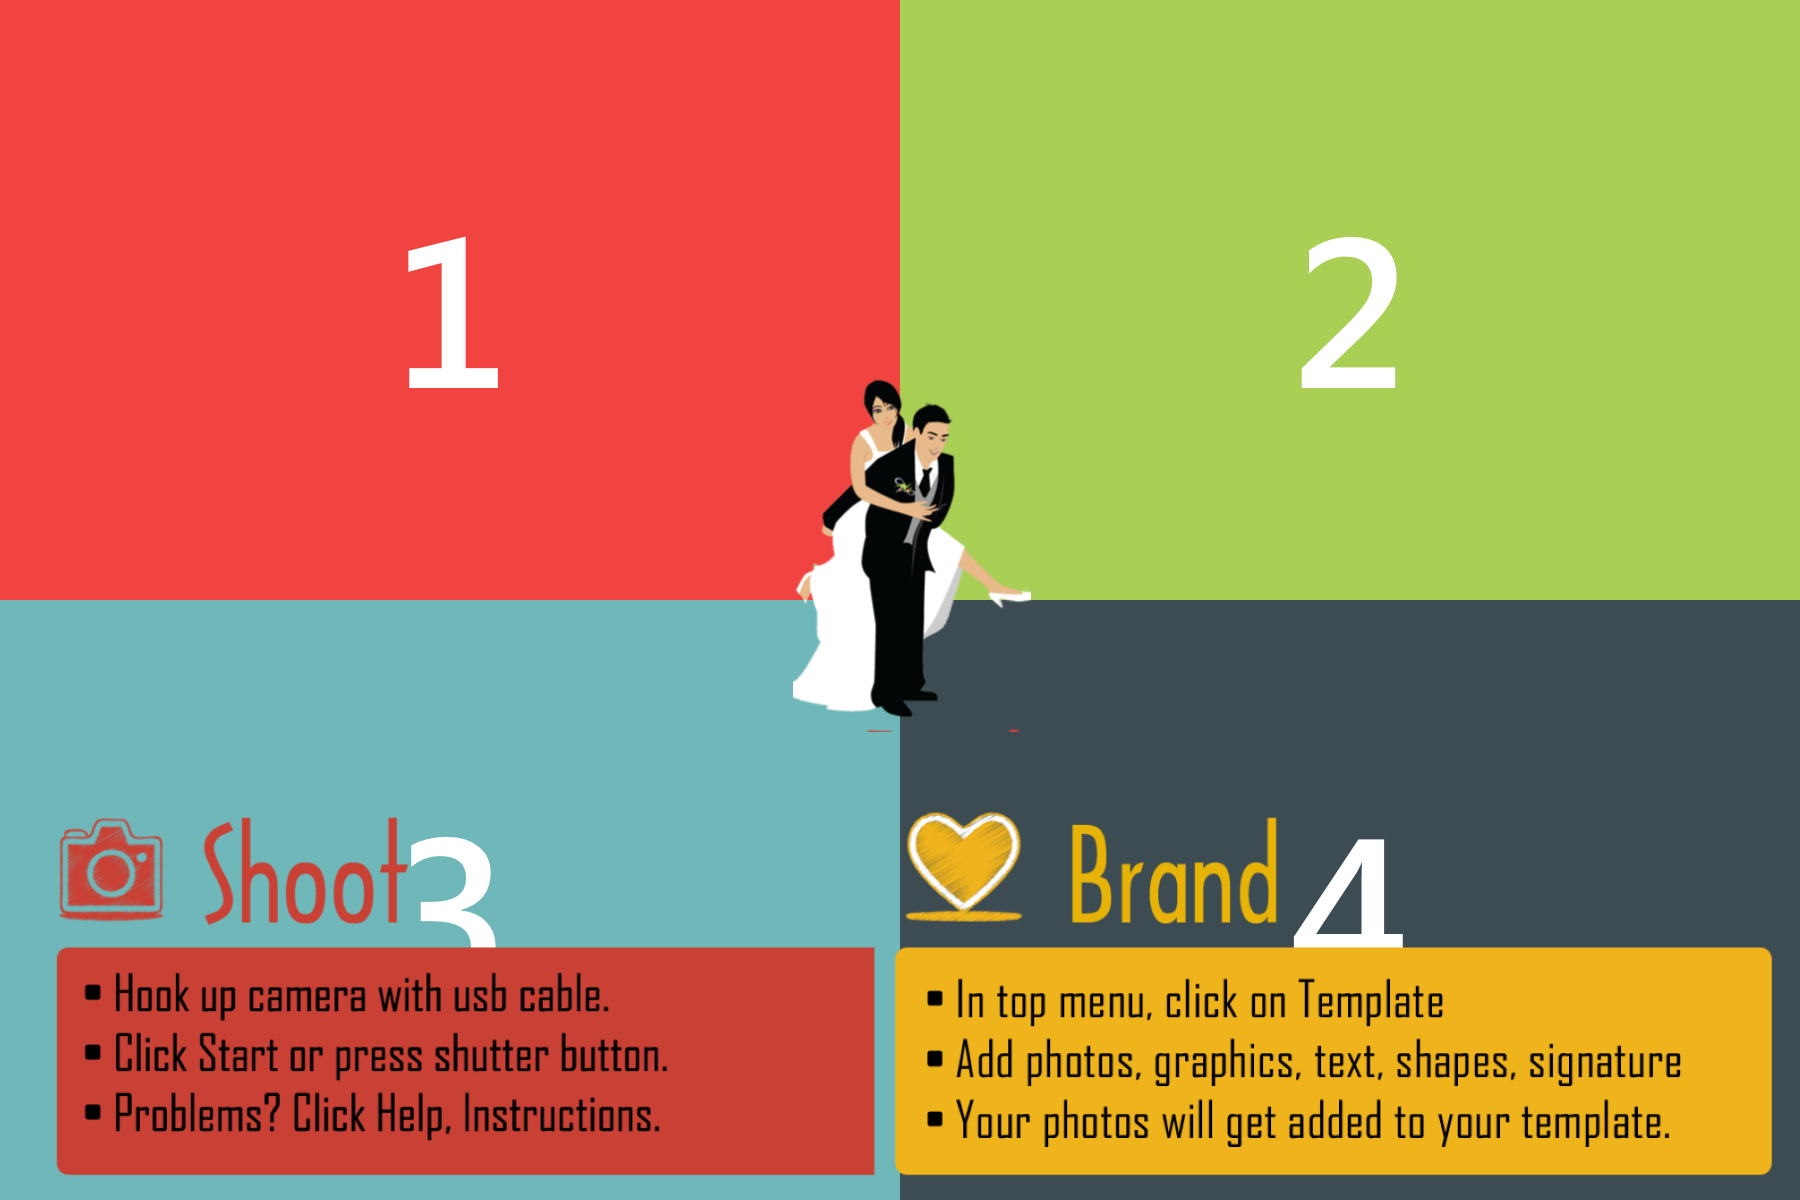 1
2
Shoot
3
Brand
4
▪ Hook up camera with usb cable.
▪ Click Start or press shutter button.
▪ Problems? Click Help, Instructions.
▪ In top menu, click on Template
▪ Add photos, graphics, text, shapes, signature
▪ Your photos will get added to your template.